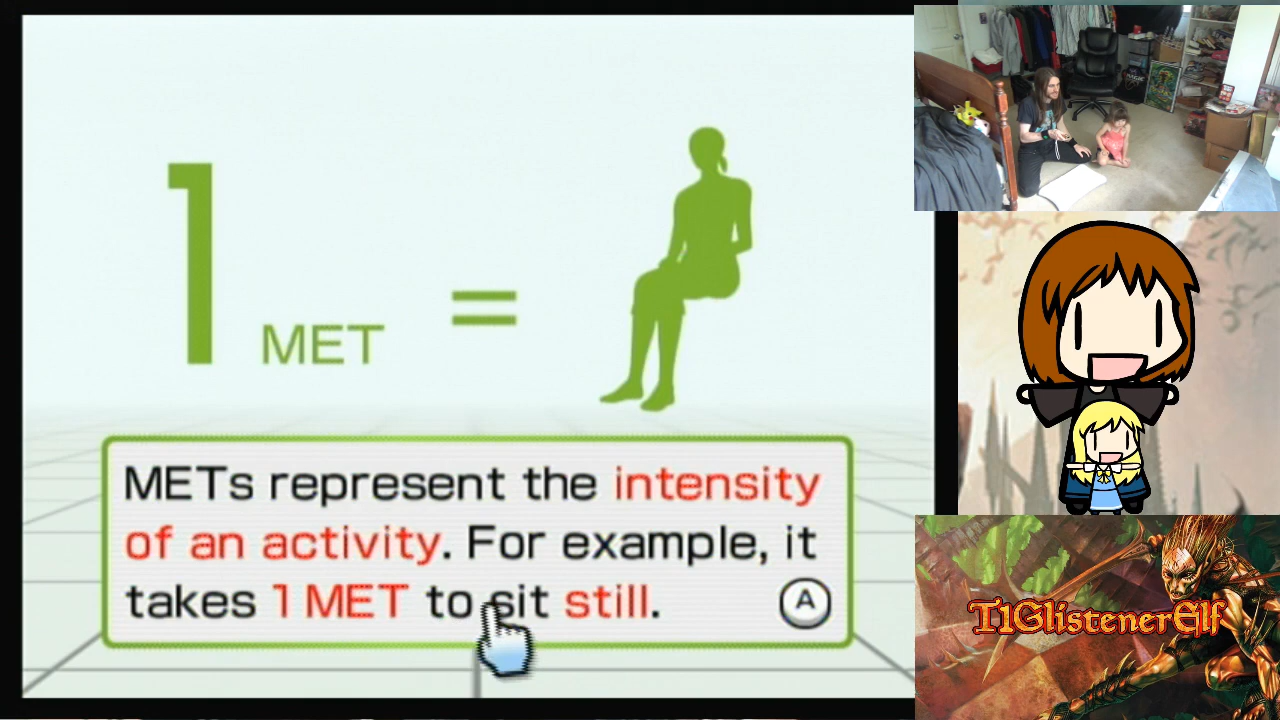 1 MET =
METs represent the intensity
of an activity. For example, it
takes 1 MET to sit still.
A
T1GlistenerElf